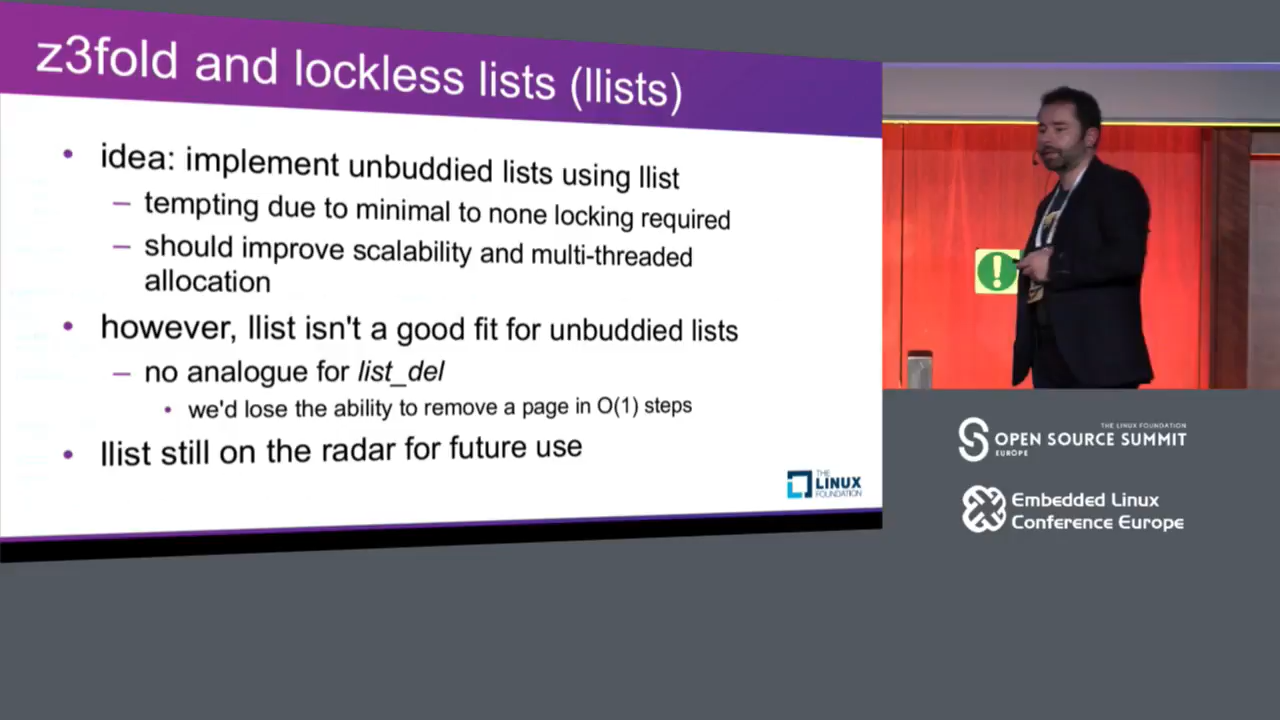 z3fold and lockless lists (llists)
• idea: implement unbuddied lists using llist
– tempting due to minimal to none locking required
– should improve scalability and multi-threaded
allocation
• however, llist isn't a good fit for unbuddied lists
– no analogue for list_del
• we'd lose the ability to remove a page in O(1) steps
• llist still on the radar for future use
THE
LINUX
FOUNDATION
THE LINUX FOUNDATION
OPEN SOURCE SUMMIT
EUROPE
Embedded Linux
Conference Europe